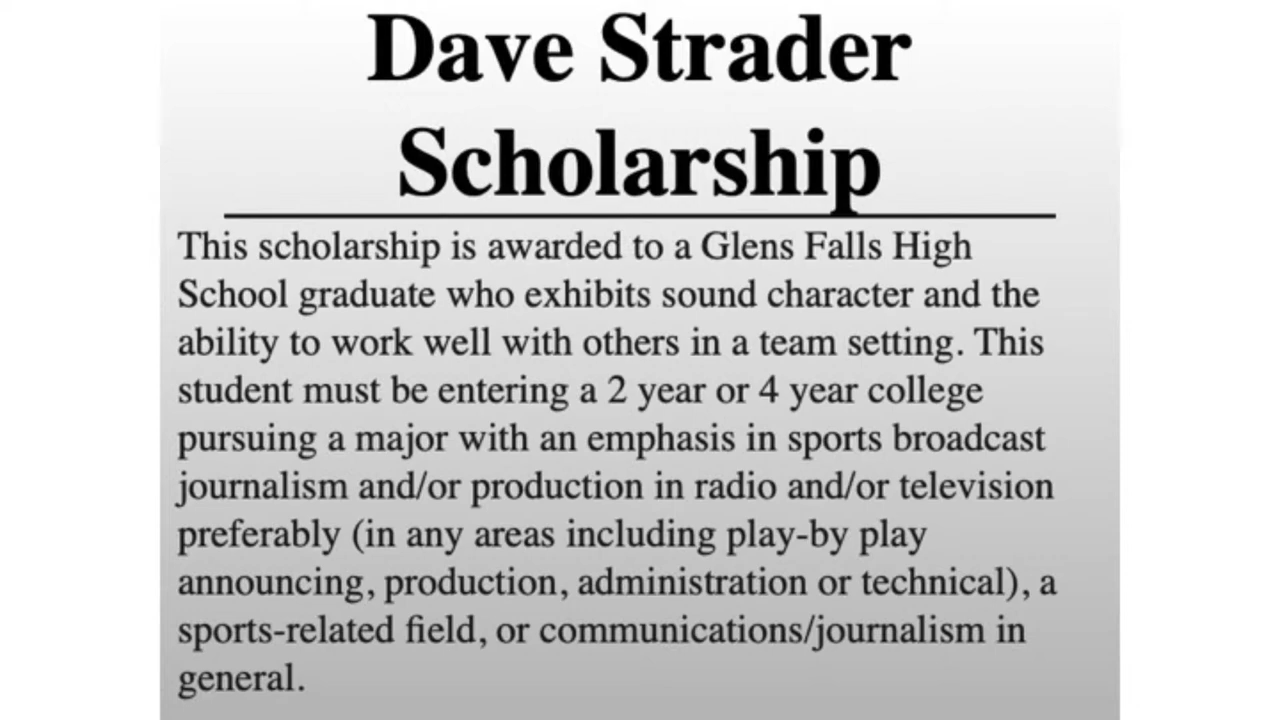 Dave Strader
Scholarship
This scholarship is awarded to a Glens Falls High
School graduate who exhibits sound character and the
ability to work well with others in a team setting. This
student must be entering a 2 year or 4 year college
pursuing a major with an emphasis in sports broadcast
journalism and/or production in radio and/or television
preferably (in any areas including play-by play
announcing, production, administration or technical), a
sports-related field, or communications/journalism in
general.